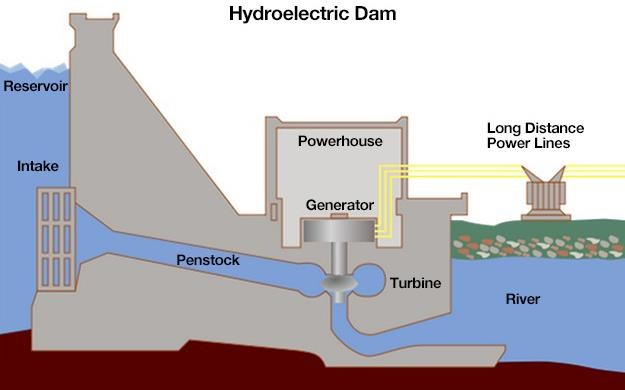 Hydroelectric Dam
Reservoir
Intake
Powerhouse
Long Distance
Power Lines
Generator
Penstock
Turbine
River